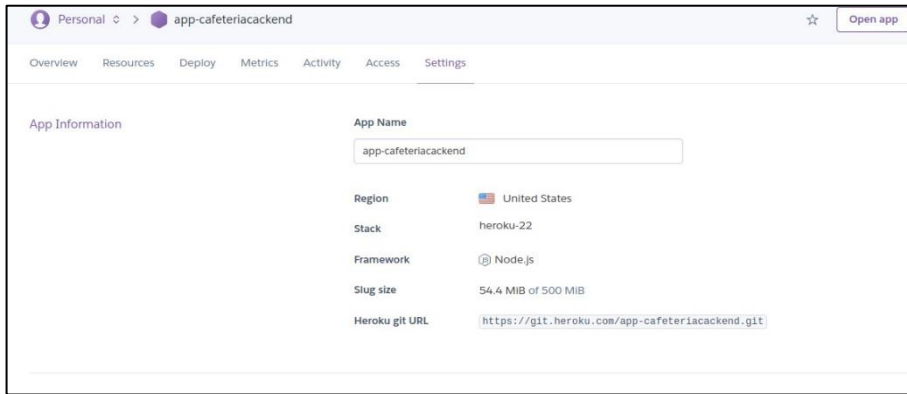 Personal > app-cafeteriacackend Open app
Overview Resources Deploy Metrics Activity Access Settings
App Information
App Name
app-cafeteriacackend
Region United States
Stack heroku-22
Framework Node.js
Slug size 54.4 MiB of 500 MiB
Heroku git URL https://git.heroku.com/app-cafeteriacackend.git